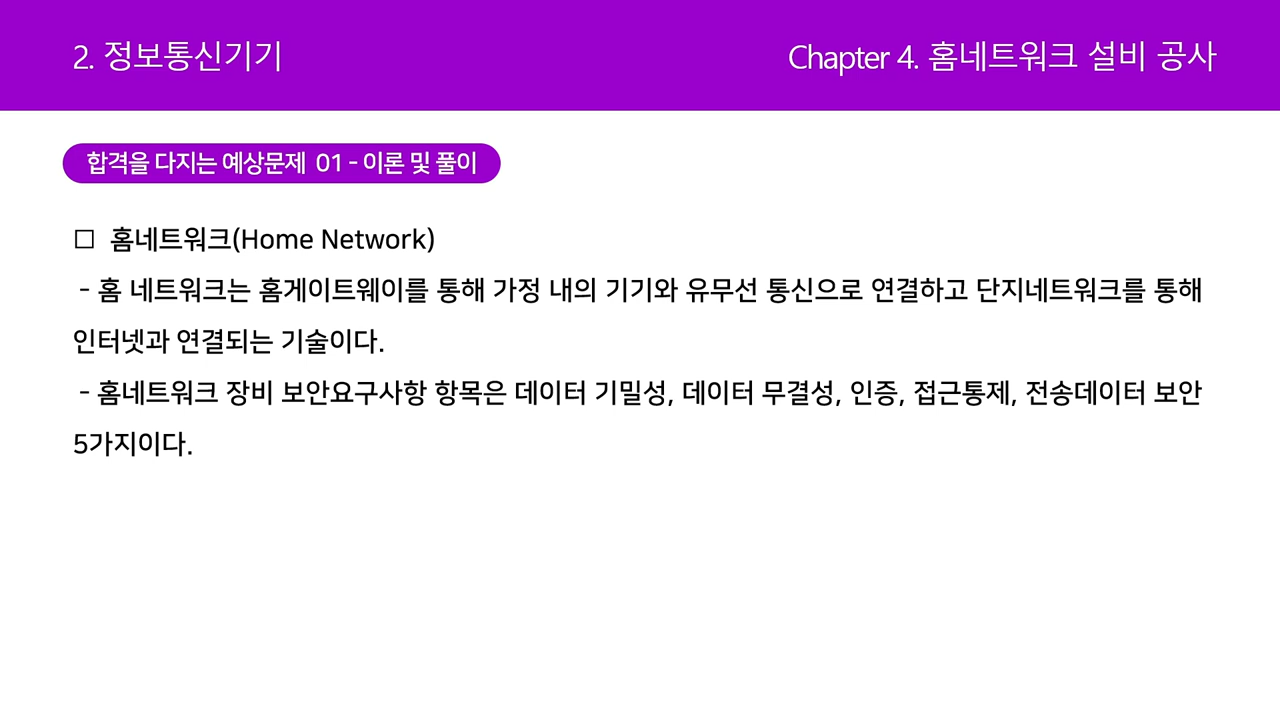 2. 정보통신기기
Chapter 4. 홈네트워크 설비 공사
합격을 다지는 예상문제 01 - 이론 및 풀이
□ 홈네트워크(Home Network)
- 홈 네트워크는 홈게이트웨이를 통해 가정 내의 기기와 유무선 통신으로 연결하고 단지네트워크를 통해
인터넷과 연결되는 기술이다.
- 홈네트워크 장비 보안요구사항 항목은 데이터 기밀성, 데이터 무결성, 인증, 접근통제, 전송데이터 보안
5가지이다.